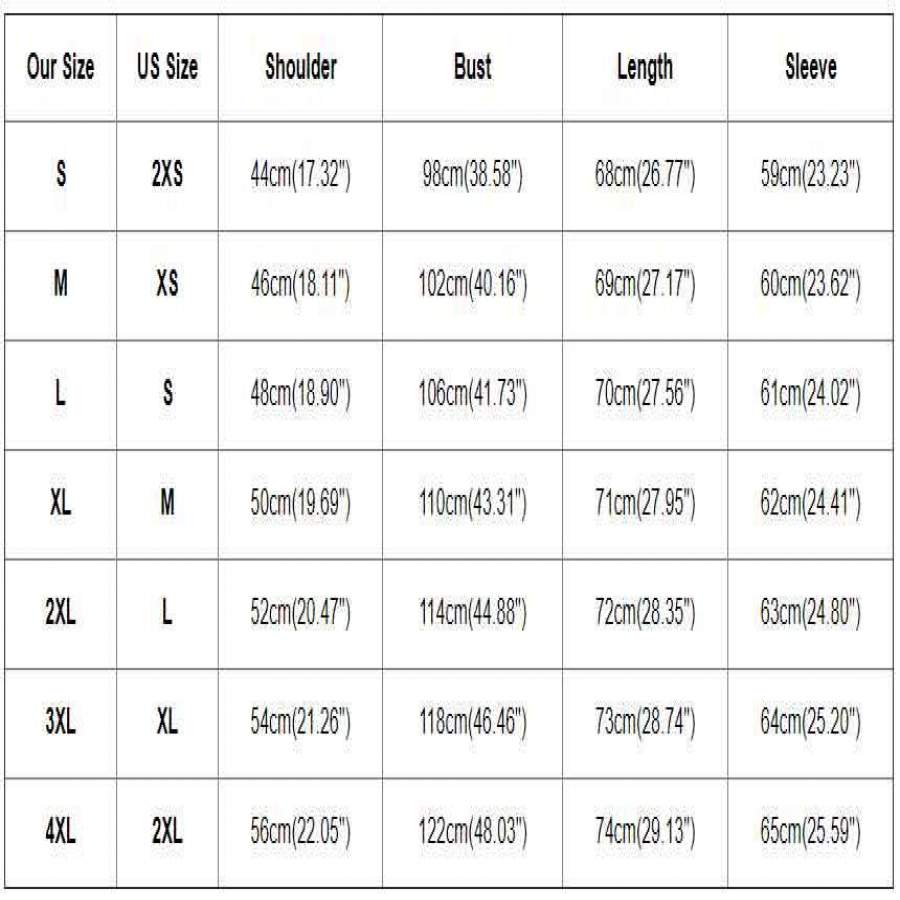 Our Size US Size Shoulder Bust Length Sleeve
S 2XS 44cm(17.32") 98cm(38.58") 68cm(26.77") 59cm(23.23")
M XS 46cm(18.11") 102cm(40.16") 69cm(27.17") 60cm(23.62")
L S 48cm(18.90") 106cm(41.73") 70cm(27.56") 61cm(24.02")
XL M 50cm(19.69") 110cm(43.31") 71cm(27.95") 62cm(24.41")
2XL L 52cm(20.47") 114cm(44.88") 72cm(28.35") 63cm(24.80")
3XL XL 54cm(21.26") 118cm(46.46") 73cm(28.74") 64cm(25.20")
4XL 2XL 56cm(22.05") 122cm(48.03") 74cm(29.13") 65cm(25.59")